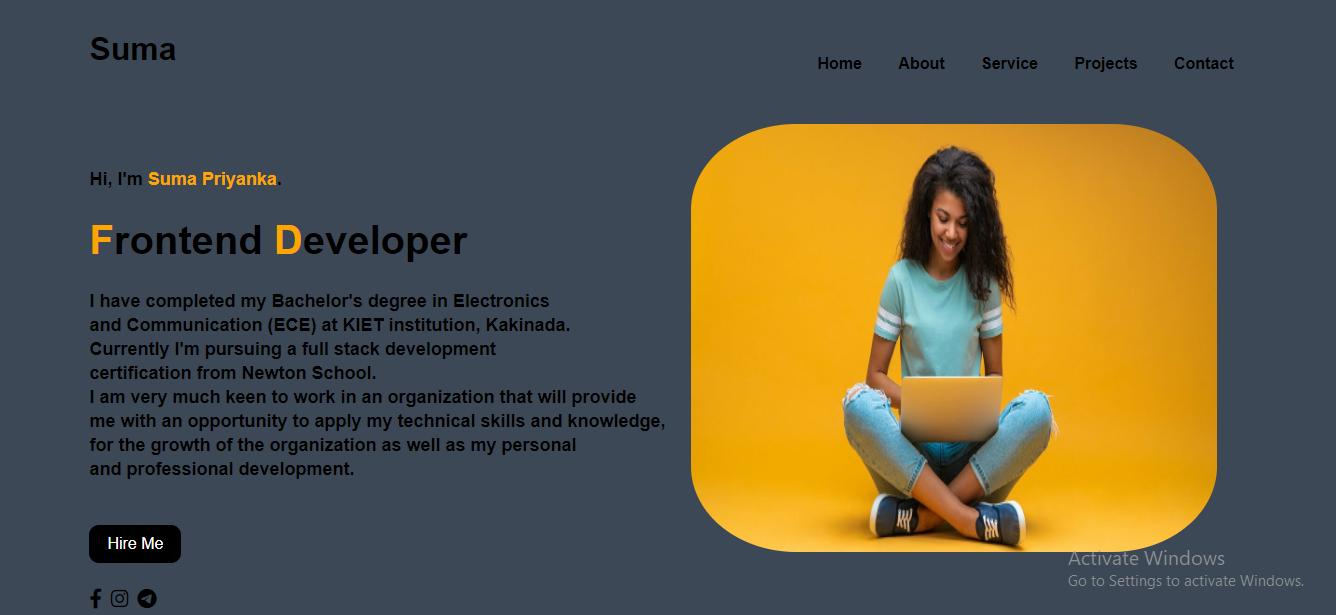 Suma
Home About Service Projects Contact
Hi, I'm Suma Priyanka.
Frontend Developer
I have completed my Bachelor's degree in Electronics
and Communication (ECE) at KIET institution, Kakinada.
Currently I'm pursuing a full stack development
certification from Newton School.
I am very much keen to work in an organization that will provide
me with an opportunity to apply my technical skills and knowledge,
for the growth of the organization as well as my personal
and professional development.
Hire Me
Activate Windows
Go to Settings to activate Windows.